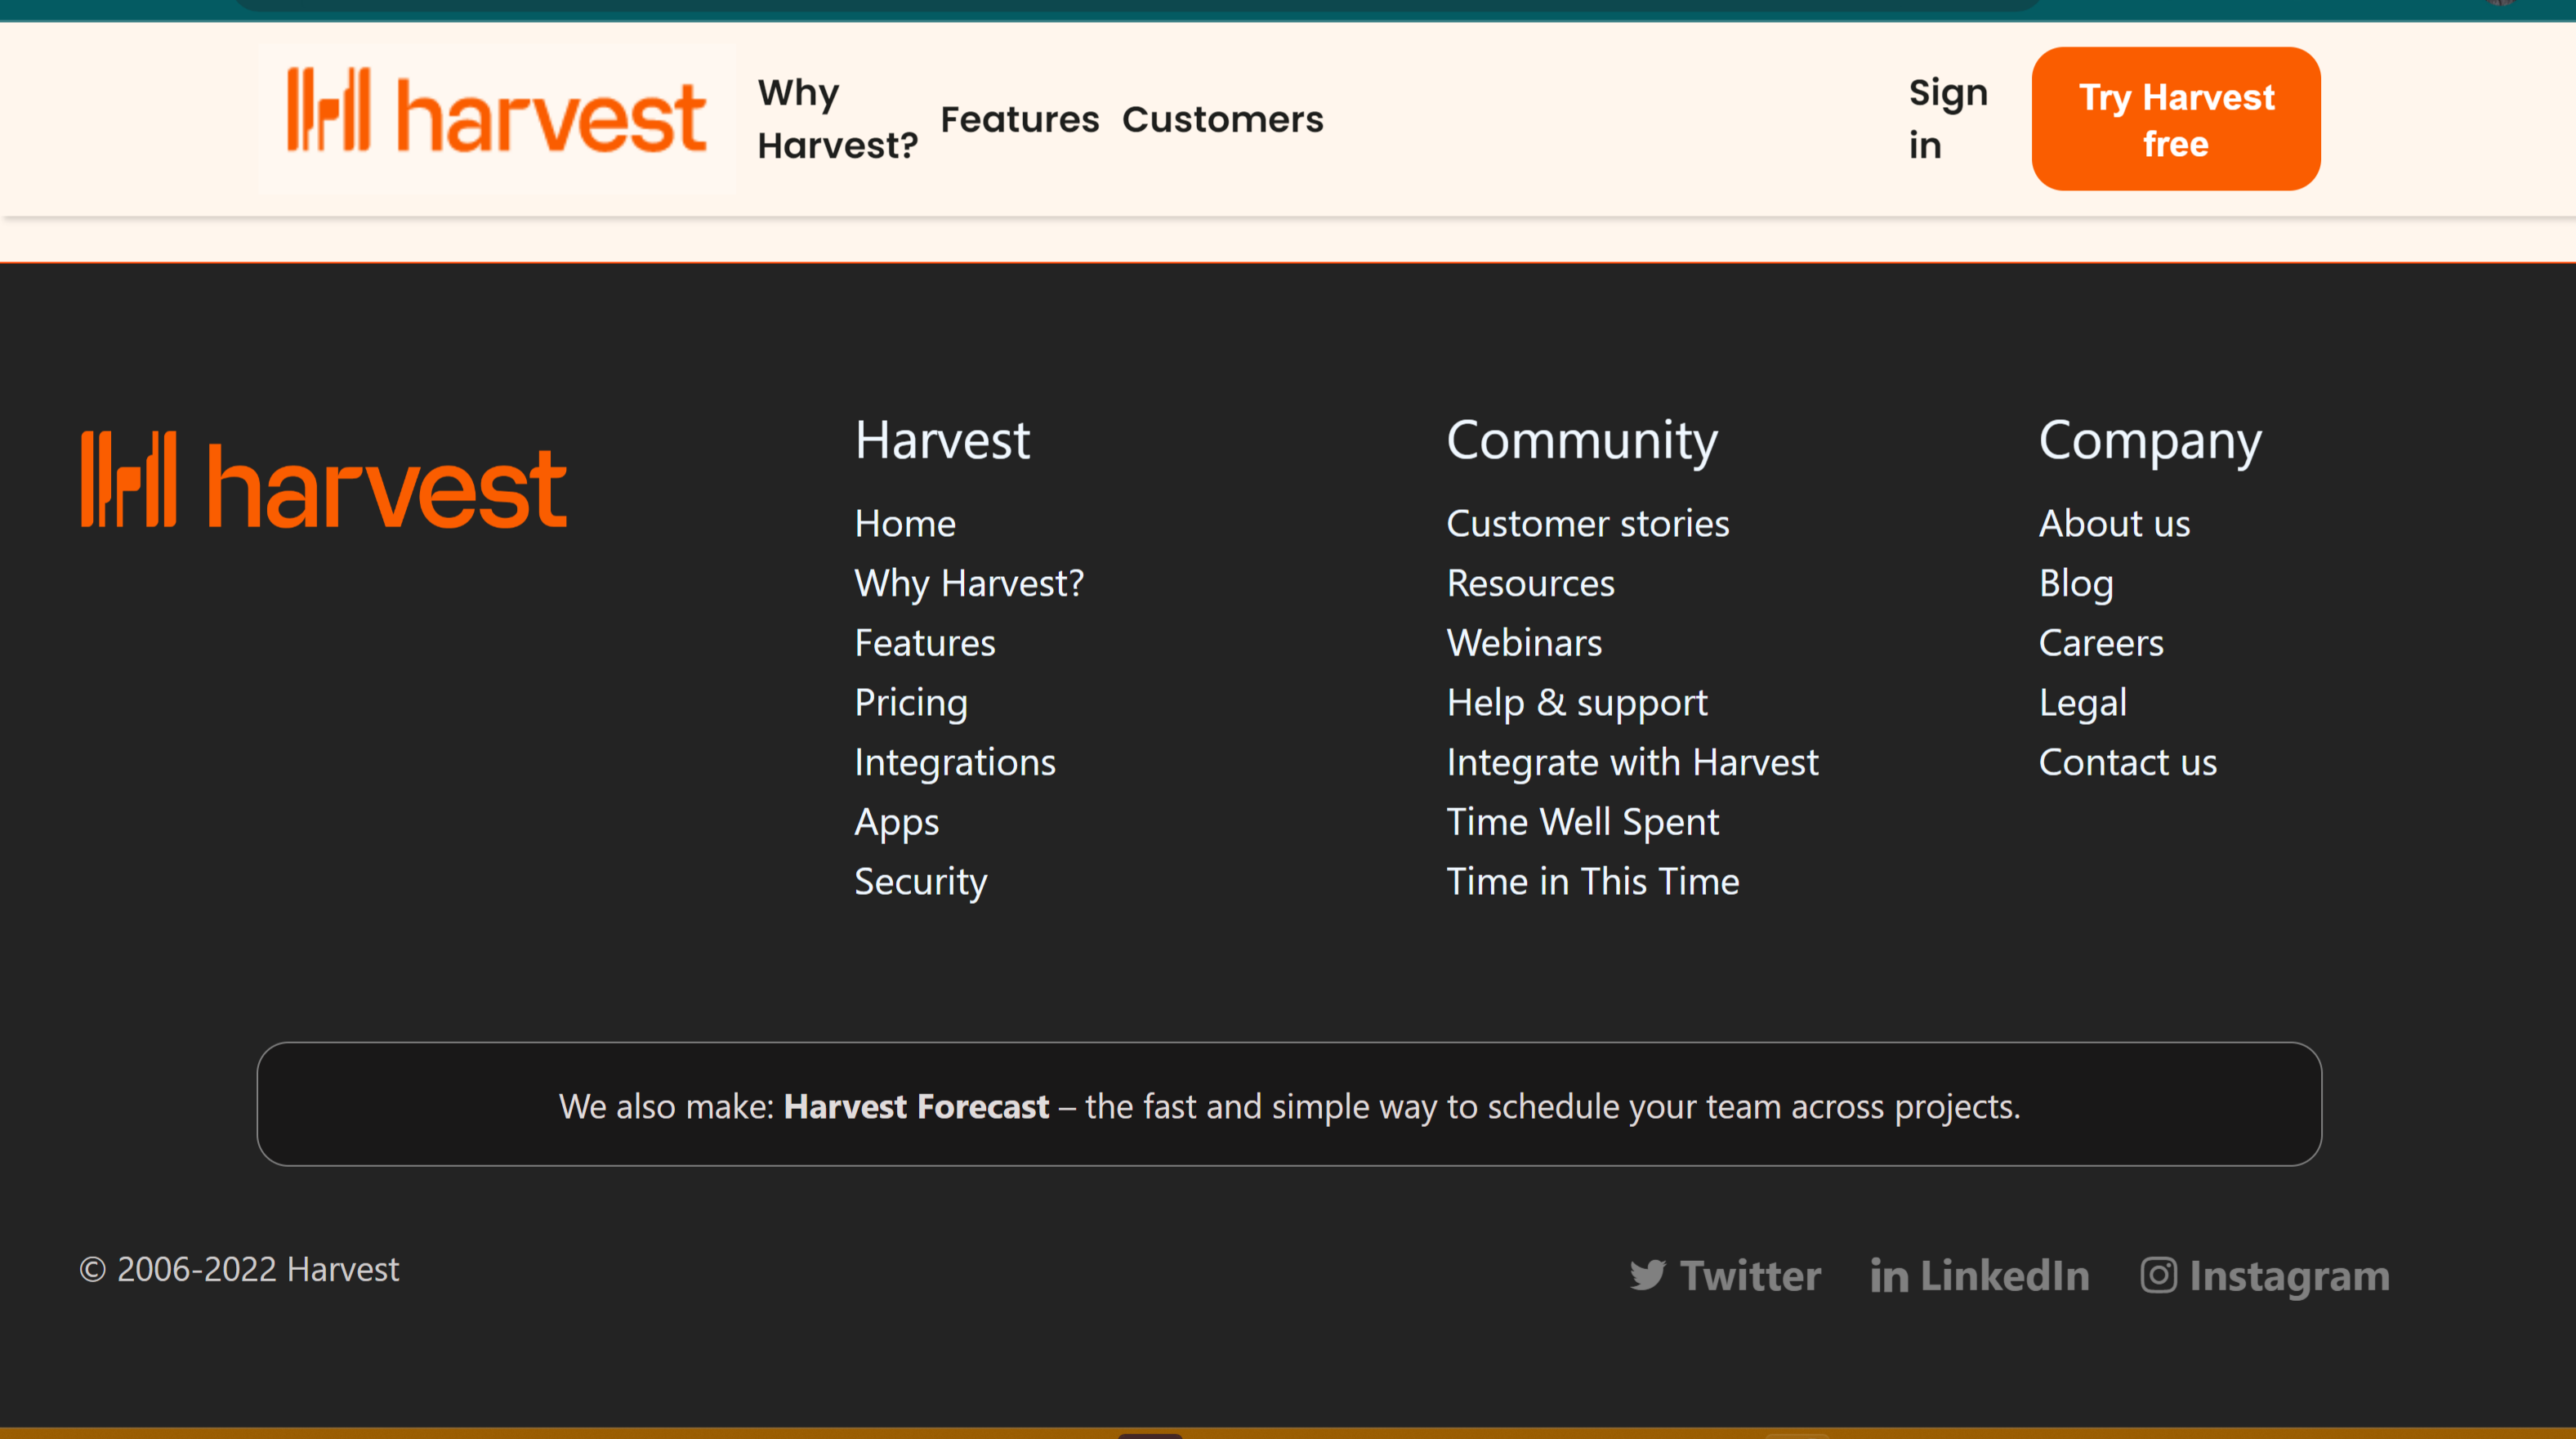 harvest
Why
Harvest?
Features
Customers
Sign
in
Try Harvest
free
harvest
Harvest
Home
Why Harvest?
Features
Pricing
Integrations
Apps
Security
Community
Customer stories
Resources
Webinars
Help & support
Integrate with Harvest
Time Well Spent
Time in This Time
Company
About us
Blog
Careers
Legal
Contact us
We also make: Harvest Forecast – the fast and simple way to schedule your team across projects.
© 2006-2022 Harvest
Twitter
in LinkedIn
Instagram